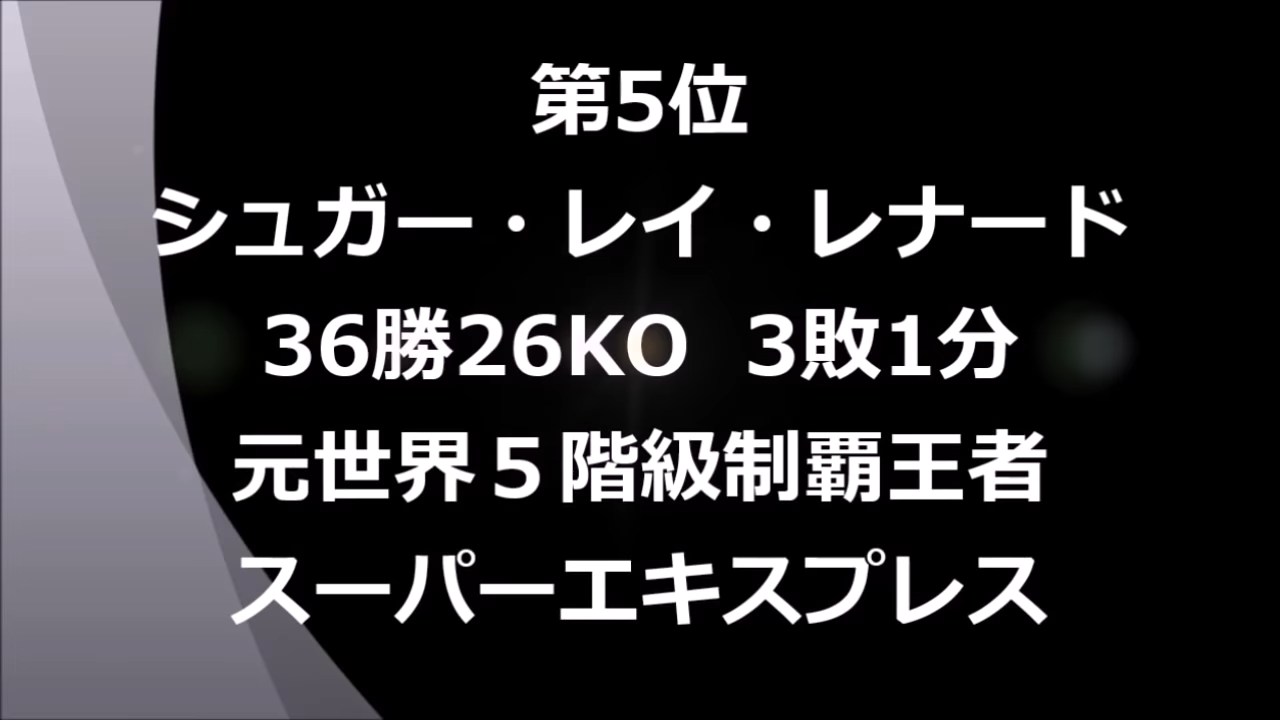 第5位
シュガー・レイ・レナード
36勝26KO 3敗1分
元世界５階級制覇王者
スーパーエキスプレス